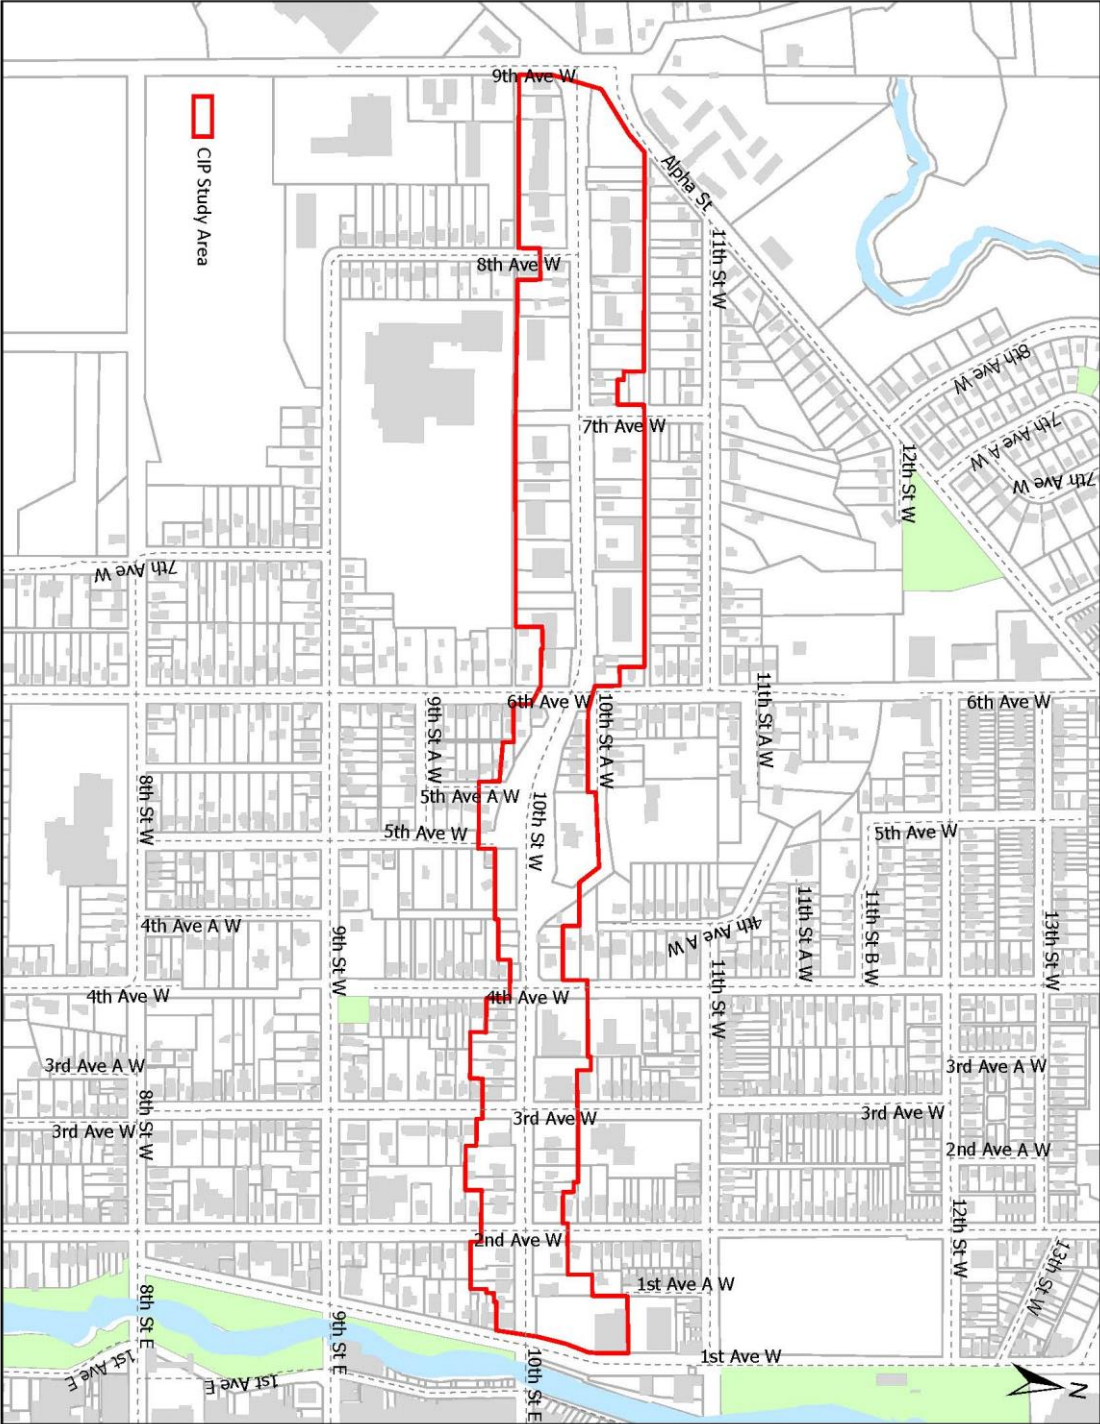 9th Ave W
CIP Study Area
Alpha St
11th St W
8th Ave W
8th Ave W
7th Ave W
7th Ave A W
7th Ave W
12th St W
7th Ave W
6th Ave W
11th St A W
6th Ave W
9th St A W
10th St A W
5th Ave A W
8th St W
10th St W
5th Ave W
5th Ave W
4th Ave A W
4th Ave A W
11th St A W
11th St B W
13th St W
9th St W
11th St W
4th Ave W
4th Ave W
3rd Ave A W
3rd Ave A W
8th St W
3rd Ave W
3rd Ave W
3rd Ave W
2nd Ave A W
2nd Ave W
12th St W
13th St W
1st Ave A W
8th St E
9th St E
10th St E
1st Ave W
1st Ave E
1st Ave E
N